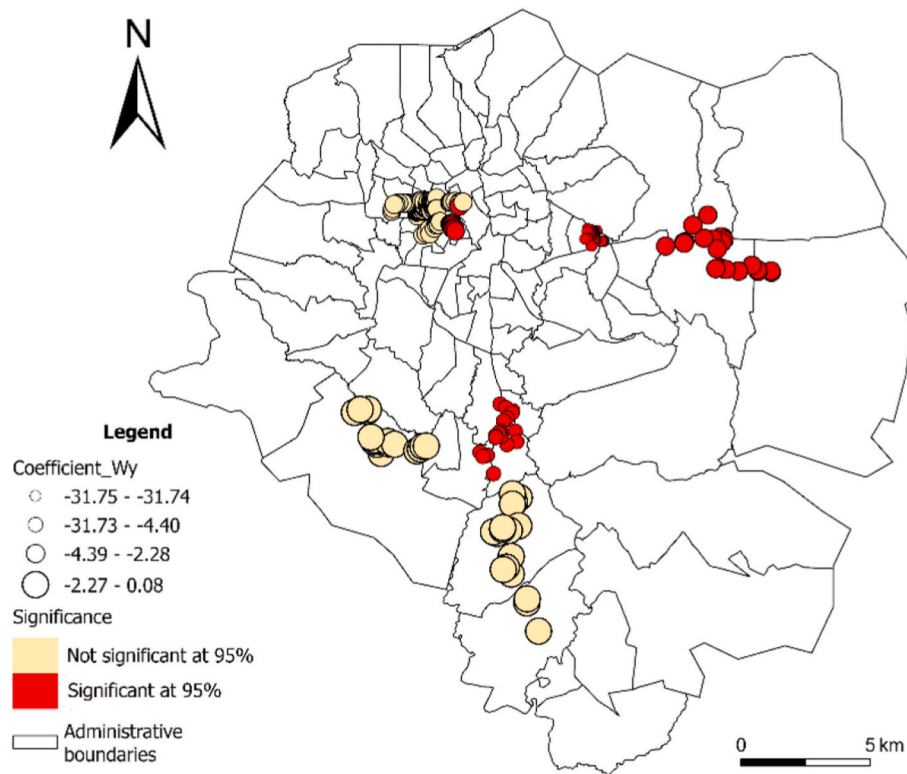 N
Legend
Coefficient_Wy
-31.75 - -31.74
-31.73 - -4.40
-4.39 - -2.28
-2.27 - 0.08
Significance
Not significant at 95%
Significant at 95%
Administrative
boundaries
0 5 km